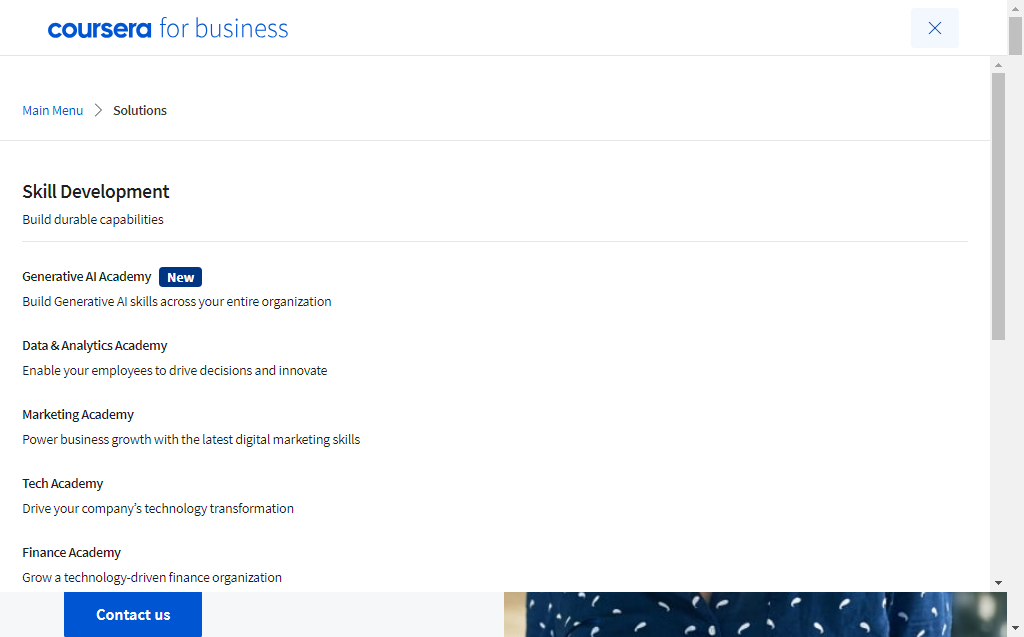 coursera for business
Main Menu
Solutions
Skill Development
Build durable capabilities
Generative AI Academy New
Build Generative AI skills across your entire organization
Data & Analytics Academy
Enable your employees to drive decisions and innovate
Marketing Academy
Power business growth with the latest digital marketing skills
Tech Academy
Drive your company’s technology transformation
Finance Academy
Grow a technology-driven finance organization
Contact us